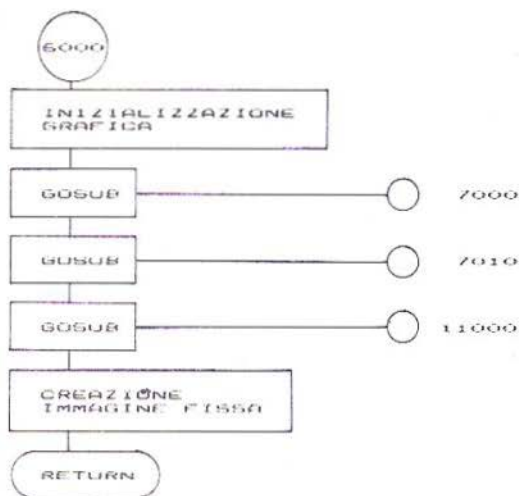 6000
INIZIALIZZAZIONE
GRAFICA
GOSUB 7000
GOSUB 7010
GOSUB 11000
CREAZIONE
IMMAGINE FISSA
RETURN